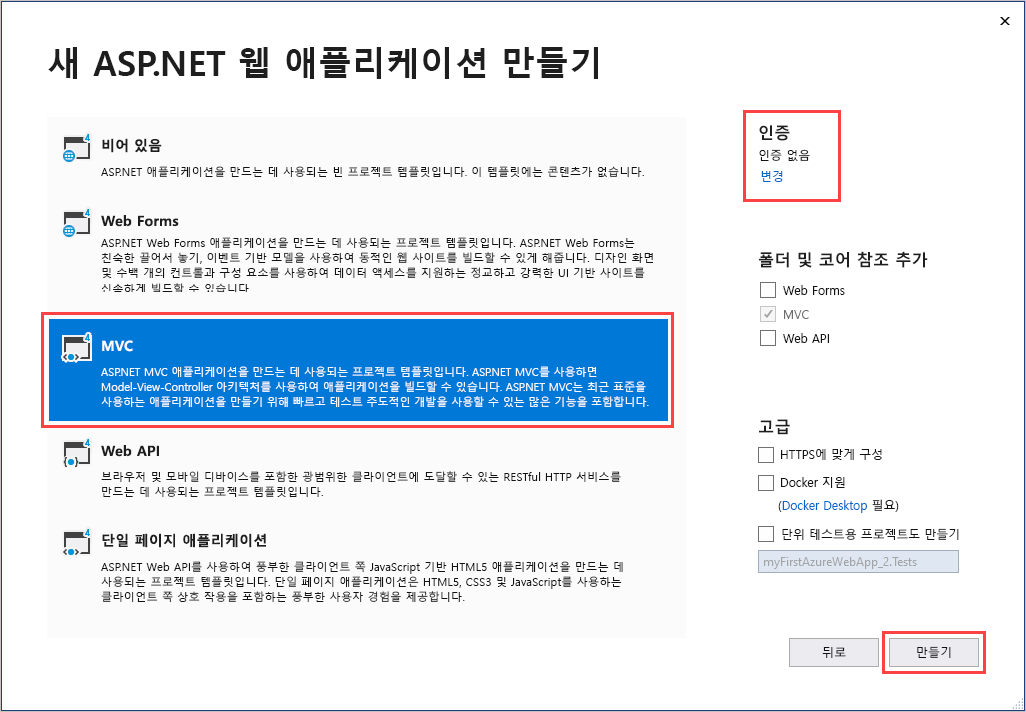 새 ASP.NET 웹 애플리케이션 만들기
4
비어 있음
ASP.NET 애플리케이션을 만드는 데 사용되는 빈 프로젝트 템플릿입니다. 이 템플릿에는 콘텐츠가 없습니다.
4
Web Forms
ASP.NET Web Forms 애플리케이션을 만드는 데 사용되는 프로젝트 템플릿입니다. ASP.NET Web Forms는
친숙한 끌어서 놓기, 이벤트 기반 모델을 사용하여 동적인 웹 사이트를 빌드할 수 있게 해줍니다. 디자인 화면
및 수백 개의 컨트롤과 구성 요소를 사용하여 데이터 액세스를 지원하는 정교하고 강력한 UI 기반 사이트를
신속하게 빌드할 수 있습니다
4
MVC
ASP.NET MVC 애플리케이션을 만드는 데 사용되는 프로젝트 템플릿입니다. ASP.NET MVC를 사용하면
Model-View-Controller 아키텍처를 사용하여 애플리케이션을 빌드할 수 있습니다. ASP.NET MVC는 최근 표준을
사용하는 애플리케이션을 만들기 위해 빠르고 테스트 주도적인 개발을 사용할 수 있는 많은 기능을 포함합니다.
4
Web API
브라우저 및 모바일 디바이스를 포함한 광범위한 클라이언트에 도달할 수 있는 RESTful HTTP 서비스를
만드는 데 사용되는 프로젝트 템플릿입니다.
4
단일 페이지 애플리케이션
ASP.NET Web API를 사용하여 풍부한 클라이언트 쪽 JavaScript 기반 HTML5 애플리케이션을 만드는 데
사용되는 프로젝트 템플릿입니다. 단일 페이지 애플리케이션은 HTML5, CSS3 및 JavaScript를 사용하는
클라이언트 쪽 상호 작용을 포함하는 풍부한 사용자 경험을 제공합니다.
인증
인증 없음
변경
폴더 및 코어 참조 추가
Web Forms
MVC
Web API
고급
HTTPS에 맞게 구성
Docker 지원
(Docker Desktop 필요)
단위 테스트용 프로젝트도 만들기
myFirstAzureWebApp_2.Tests
뒤로
만들기